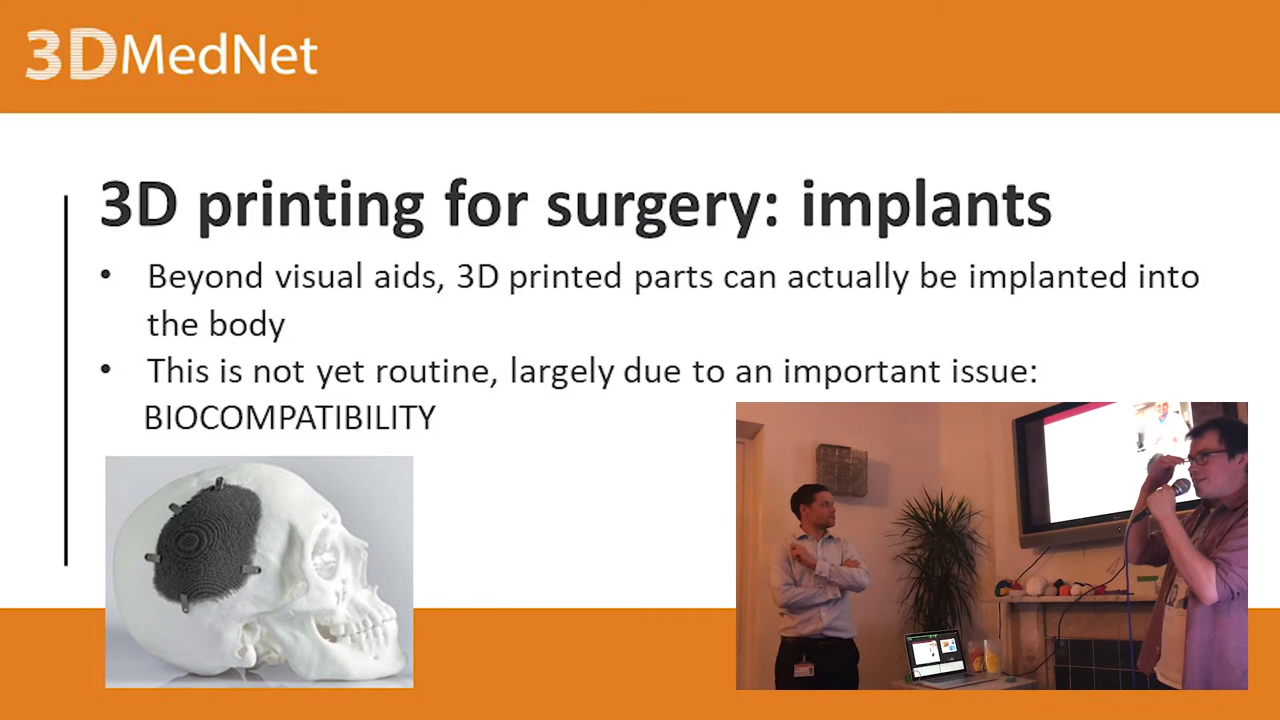 3DMedNet
3D printing for surgery: implants
• Beyond visual aids, 3D printed parts can actually be implanted into
the body
• This is not yet routine, largely due to an important issue:
BIOCOMPATIBILITY